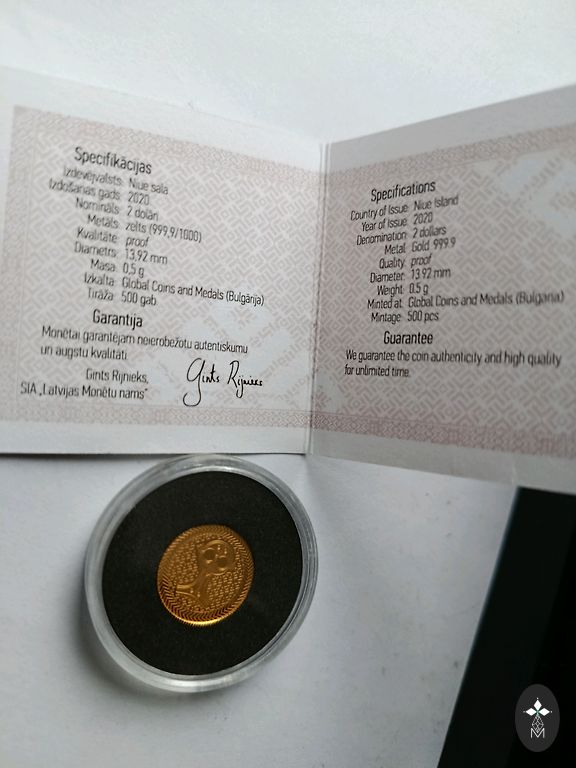 Specifikācijas
Izdevējvalsts: Niue sala
Izdošanas gads: 2020
Nomināls: 2 dolāri
Metāls: zelts (999,9/1000)
Kvalitāte: proof
Diametrs: 13,92 mm
Masa: 0,5 g
Izkalta: Global Coins and Medals (Bulgārija)
Tirāža: 500 gab.
Garantija
Monētai garantējam neierobežotu autentiskumu
un augstu kvalitāti.
Gints Rijnieks,
SIA „Latvijas Monētu nams"
Gints Rijnieks
Specifications
Country of Issue: Niue Island
Year of Issue: 2020
Denomination: 2 dollars
Metal: Gold 999.9
Quality: proof
Diameter: 13.92 mm
Weight: 0.5 g
Minted at: Global Coins and Medals (Bulgaria)
Mintage: 500 pcs.
Guarantee
We guarantee the coin authenticity and high quality
for unlimited time.
M